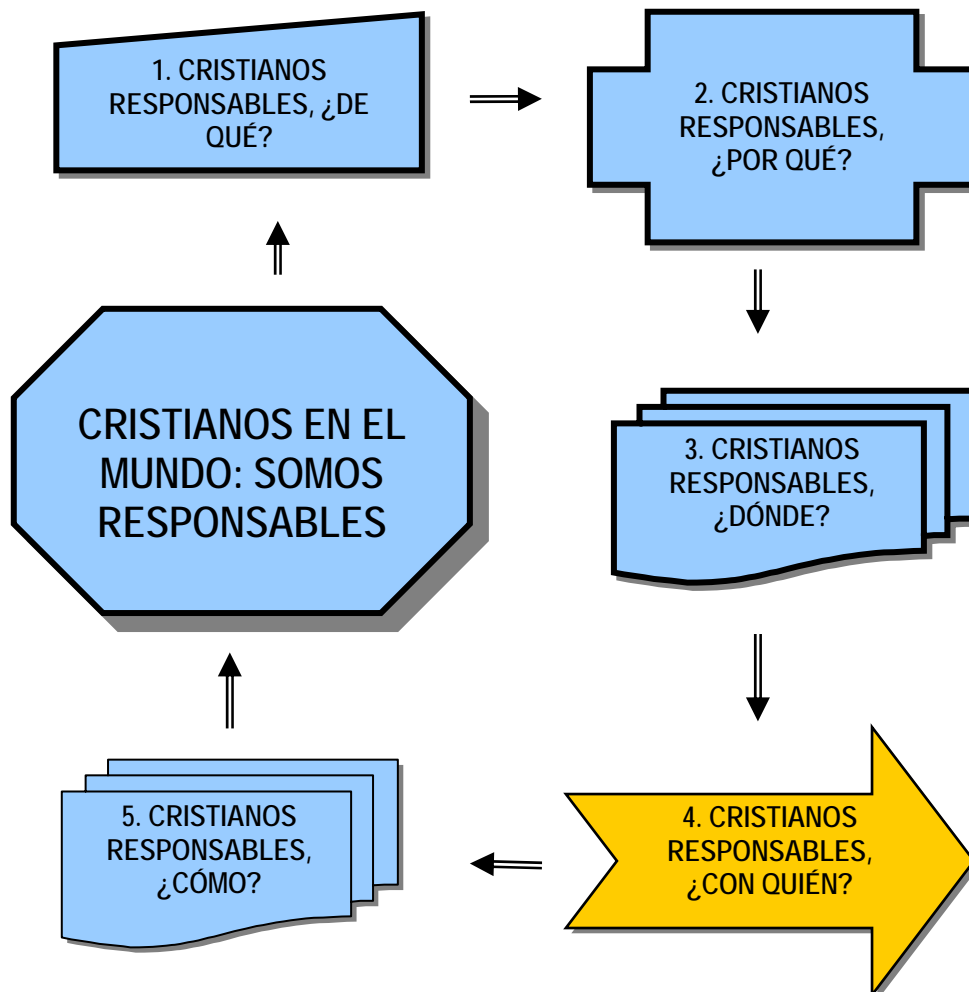 1. CRISTIANOS
RESPONSABLES, ¿DE
QUÉ?
2. CRISTIANOS
RESPONSABLES,
¿POR QUÉ?
CRISTIANOS EN EL
MUNDO: SOMOS
RESPONSABLES
3. CRISTIANOS
RESPONSABLES,
¿DÓNDE?
4. CRISTIANOS
RESPONSABLES,
¿CON QUIÉN?
5. CRISTIANOS
RESPONSABLES,
¿CÓMO?